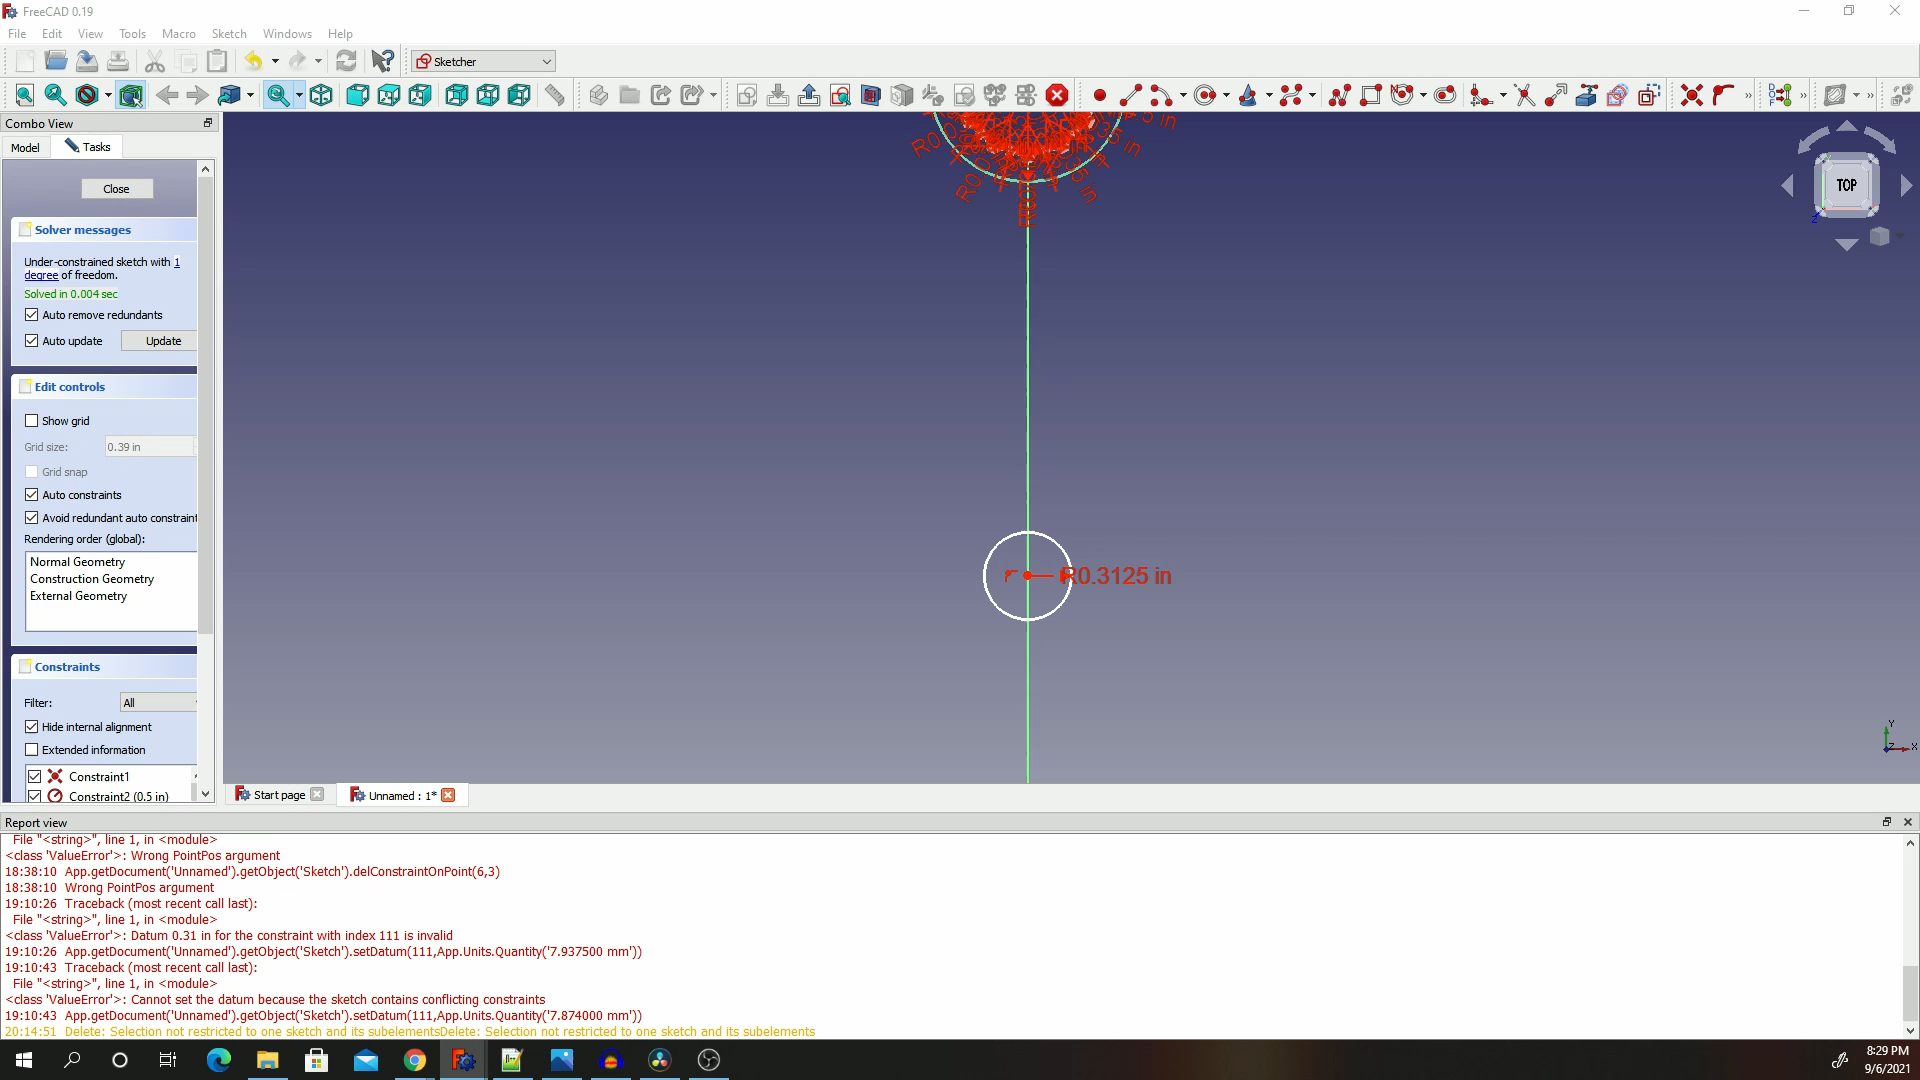 FreeCAD 0.19
File Edit View Tools Macro Sketch Windows Help
Sketcher
Combo View
Model Tasks
Close
Solver messages
Under-constrained sketch with 1
degree of freedom.
Solved in 0.004 sec
Auto remove redundants
Auto update Update
Edit controls
Show grid
Grid size: 0.39 in
Grid snap
Auto constraints
Avoid redundant auto constraint
Rendering order (global):
Normal Geometry
Construction Geometry
External Geometry
Constraints
Filter: All
Hide internal alignment
Extended information
Constraint1
Constraint2 (0.5 in)
TOP
Z
R0.3125 in
Y
Z X
Start page Unnamed : 1*
Report view
File "<string>", line 1, in <module>
<class 'ValueError'>: Wrong PointPos argument
18:38:10 App.getDocument('Unnamed').getObject('Sketch').delConstraintOnPoint(6,3)
18:38:10 Wrong PointPos argument
19:10:26 Traceback (most recent call last):
File "<string>", line 1, in <module>
<class 'ValueError'>: Datum 0.31 in for the constraint with index 111 is invalid
19:10:26 App.getDocument('Unnamed').getObject('Sketch').setDatum(111,App.Units.Quantity('7.937500 mm'))
19:10:43 Traceback (most recent call last):
File "<string>", line 1, in <module>
<class 'ValueError'>: Cannot set the datum because the sketch contains conflicting constraints
19:10:43 App.getDocument('Unnamed').getObject('Sketch').setDatum(111,App.Units.Quantity('7.874000 mm'))
20:14:51 Delete: Selection not restricted to one sketch and its subelementsDelete: Selection not restricted to one sketch and its subelements
8:29 PM
9/6/2021